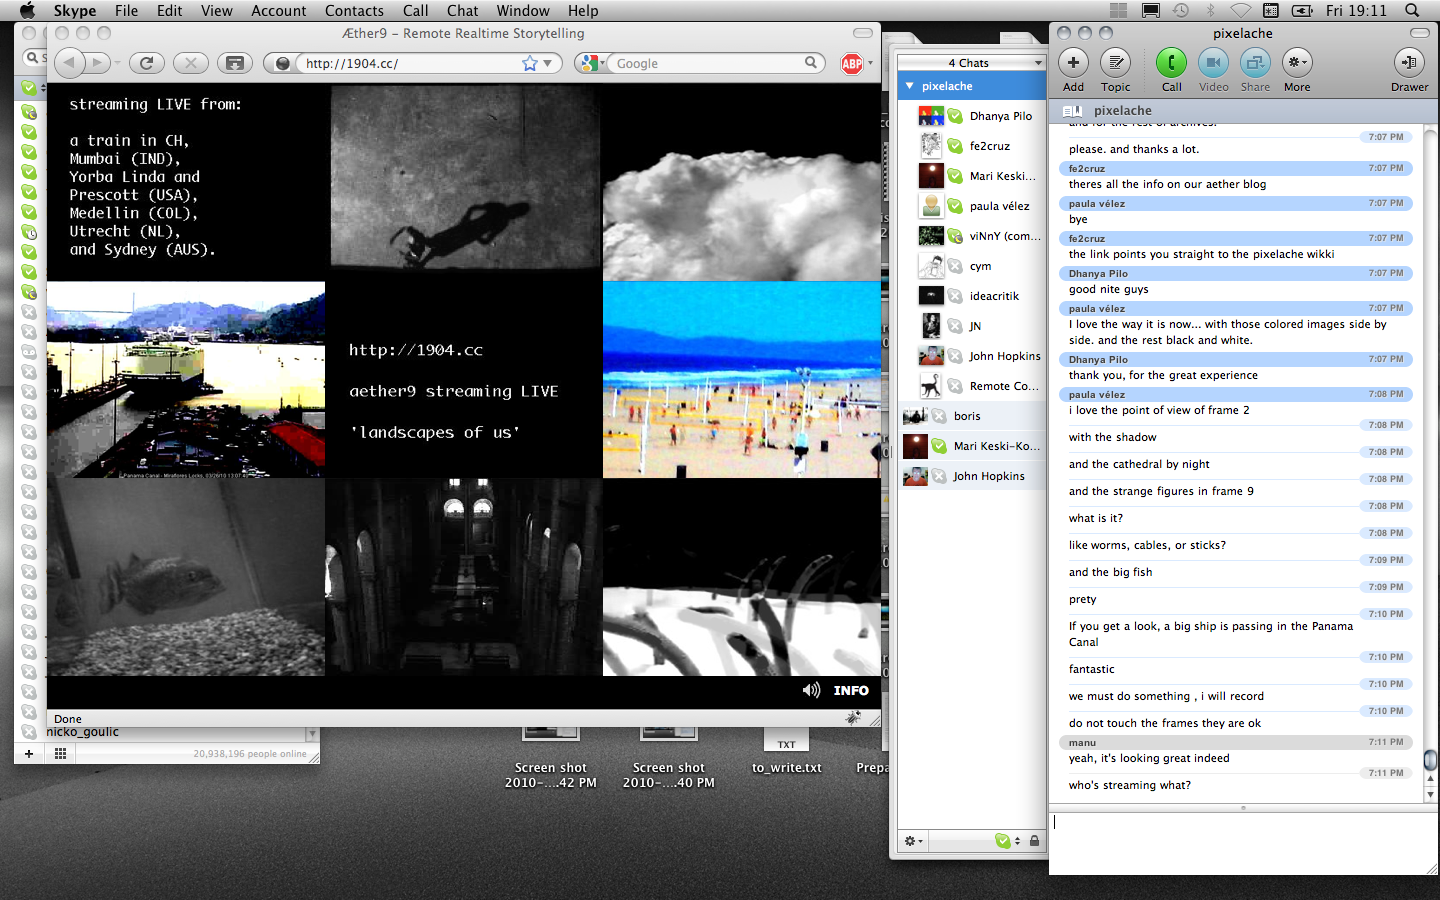 Skype File Edit View Account Contacts Call Chat Window Help
Fri 19:11
Æther9 – Remote Realtime Storytelling
http://1904.cc/
Google
ABP
streaming LIVE from:
a train in CH,
Mumbai (IND),
Yorba Linda and
Prescott (USA),
Medellin (COL),
Utrecht (NL),
and Sydney (AUS).
http://1904.cc
aether9 streaming LIVE
'landscapes of us'
INFO
Done
micko_goulic
20,938,196 people online
Screen shot
2010-....42 PM
Screen shot
2010-....40 PM
TXT
to_write.txt
Prepa
4 Chats
pixelache
Dhanya Pilo
fe2cruz
Mari Keski...
paula vélez
viNnY (com...
cym
ideacritik
JN
John Hopkins
Remote Co...
boris
Mari Keski-Ko...
John Hopkins
pixelache
Add Topic Call Video Share More Drawer
pixelache
and for the rest of archives.
7:07 PM
please. and thanks a lot.
fe2cruz 7:07 PM
theres all the info on our aether blog
paula vélez 7:07 PM
bye
fe2cruz 7:07 PM
the link points you straight to the pixelache wikki
Dhanya Pilo 7:07 PM
good nite guys
paula vélez 7:07 PM
I love the way it is now... with those colored images side by
side. and the rest black and white.
Dhanya Pilo 7:07 PM
thank you, for the great experience
paula vélez 7:08 PM
i love the point of view of frame 2
7:08 PM
with the shadow
7:08 PM
and the cathedral by night
7:08 PM
and the strange figures in frame 9
7:08 PM
what is it?
7:08 PM
like worms, cables, or sticks?
7:09 PM
and the big fish
7:09 PM
prety
7:10 PM
If you get a look, a big ship is passing in the Panama
Canal
7:10 PM
fantastic
7:10 PM
we must do something , i will record
7:10 PM
do not touch the frames they are ok
manu 7:11 PM
yeah, it's looking great indeed
7:11 PM
who's streaming what?